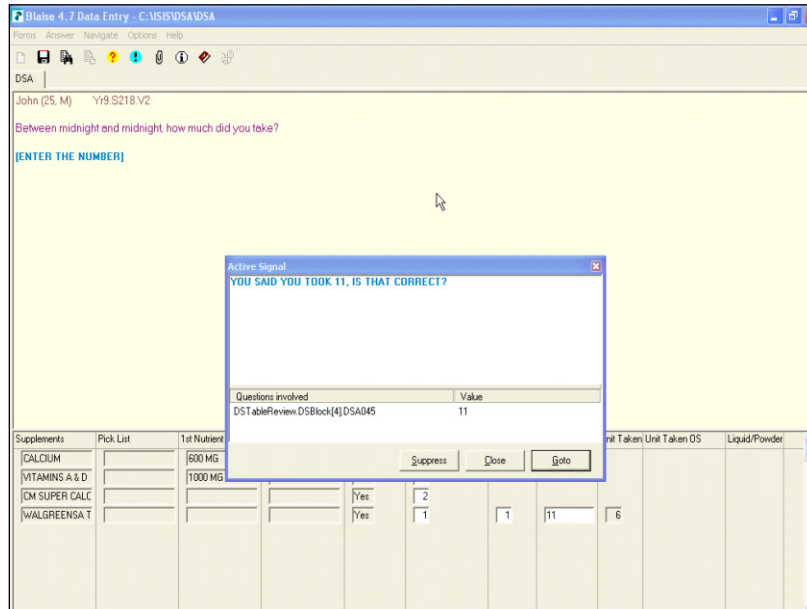 Blaise 4.7 Data Entry - C:\ISIS\DSA\DSA
Forms Answer Navigate Options Help
DSA
John (25, M) Yr9.S218.V2
Between midnight and midnight, how much did you take?
[ENTER THE NUMBER]
Active Signal
YOU SAID YOU TOOK 11, IS THAT CORRECT?
Questions involved Value
DSTableReview.DSBlock[4].DSA045 11
Suppress Close Goto
Supplements Pick List 1st Nutrient nit Taken Unit Taken OS Liquid/Powder
CALCIUM 600 MG
VITAMINS A & D 1000 MG
CM SUPER CALC Yes 2
WALGREENSA T Yes 1 1 11 6